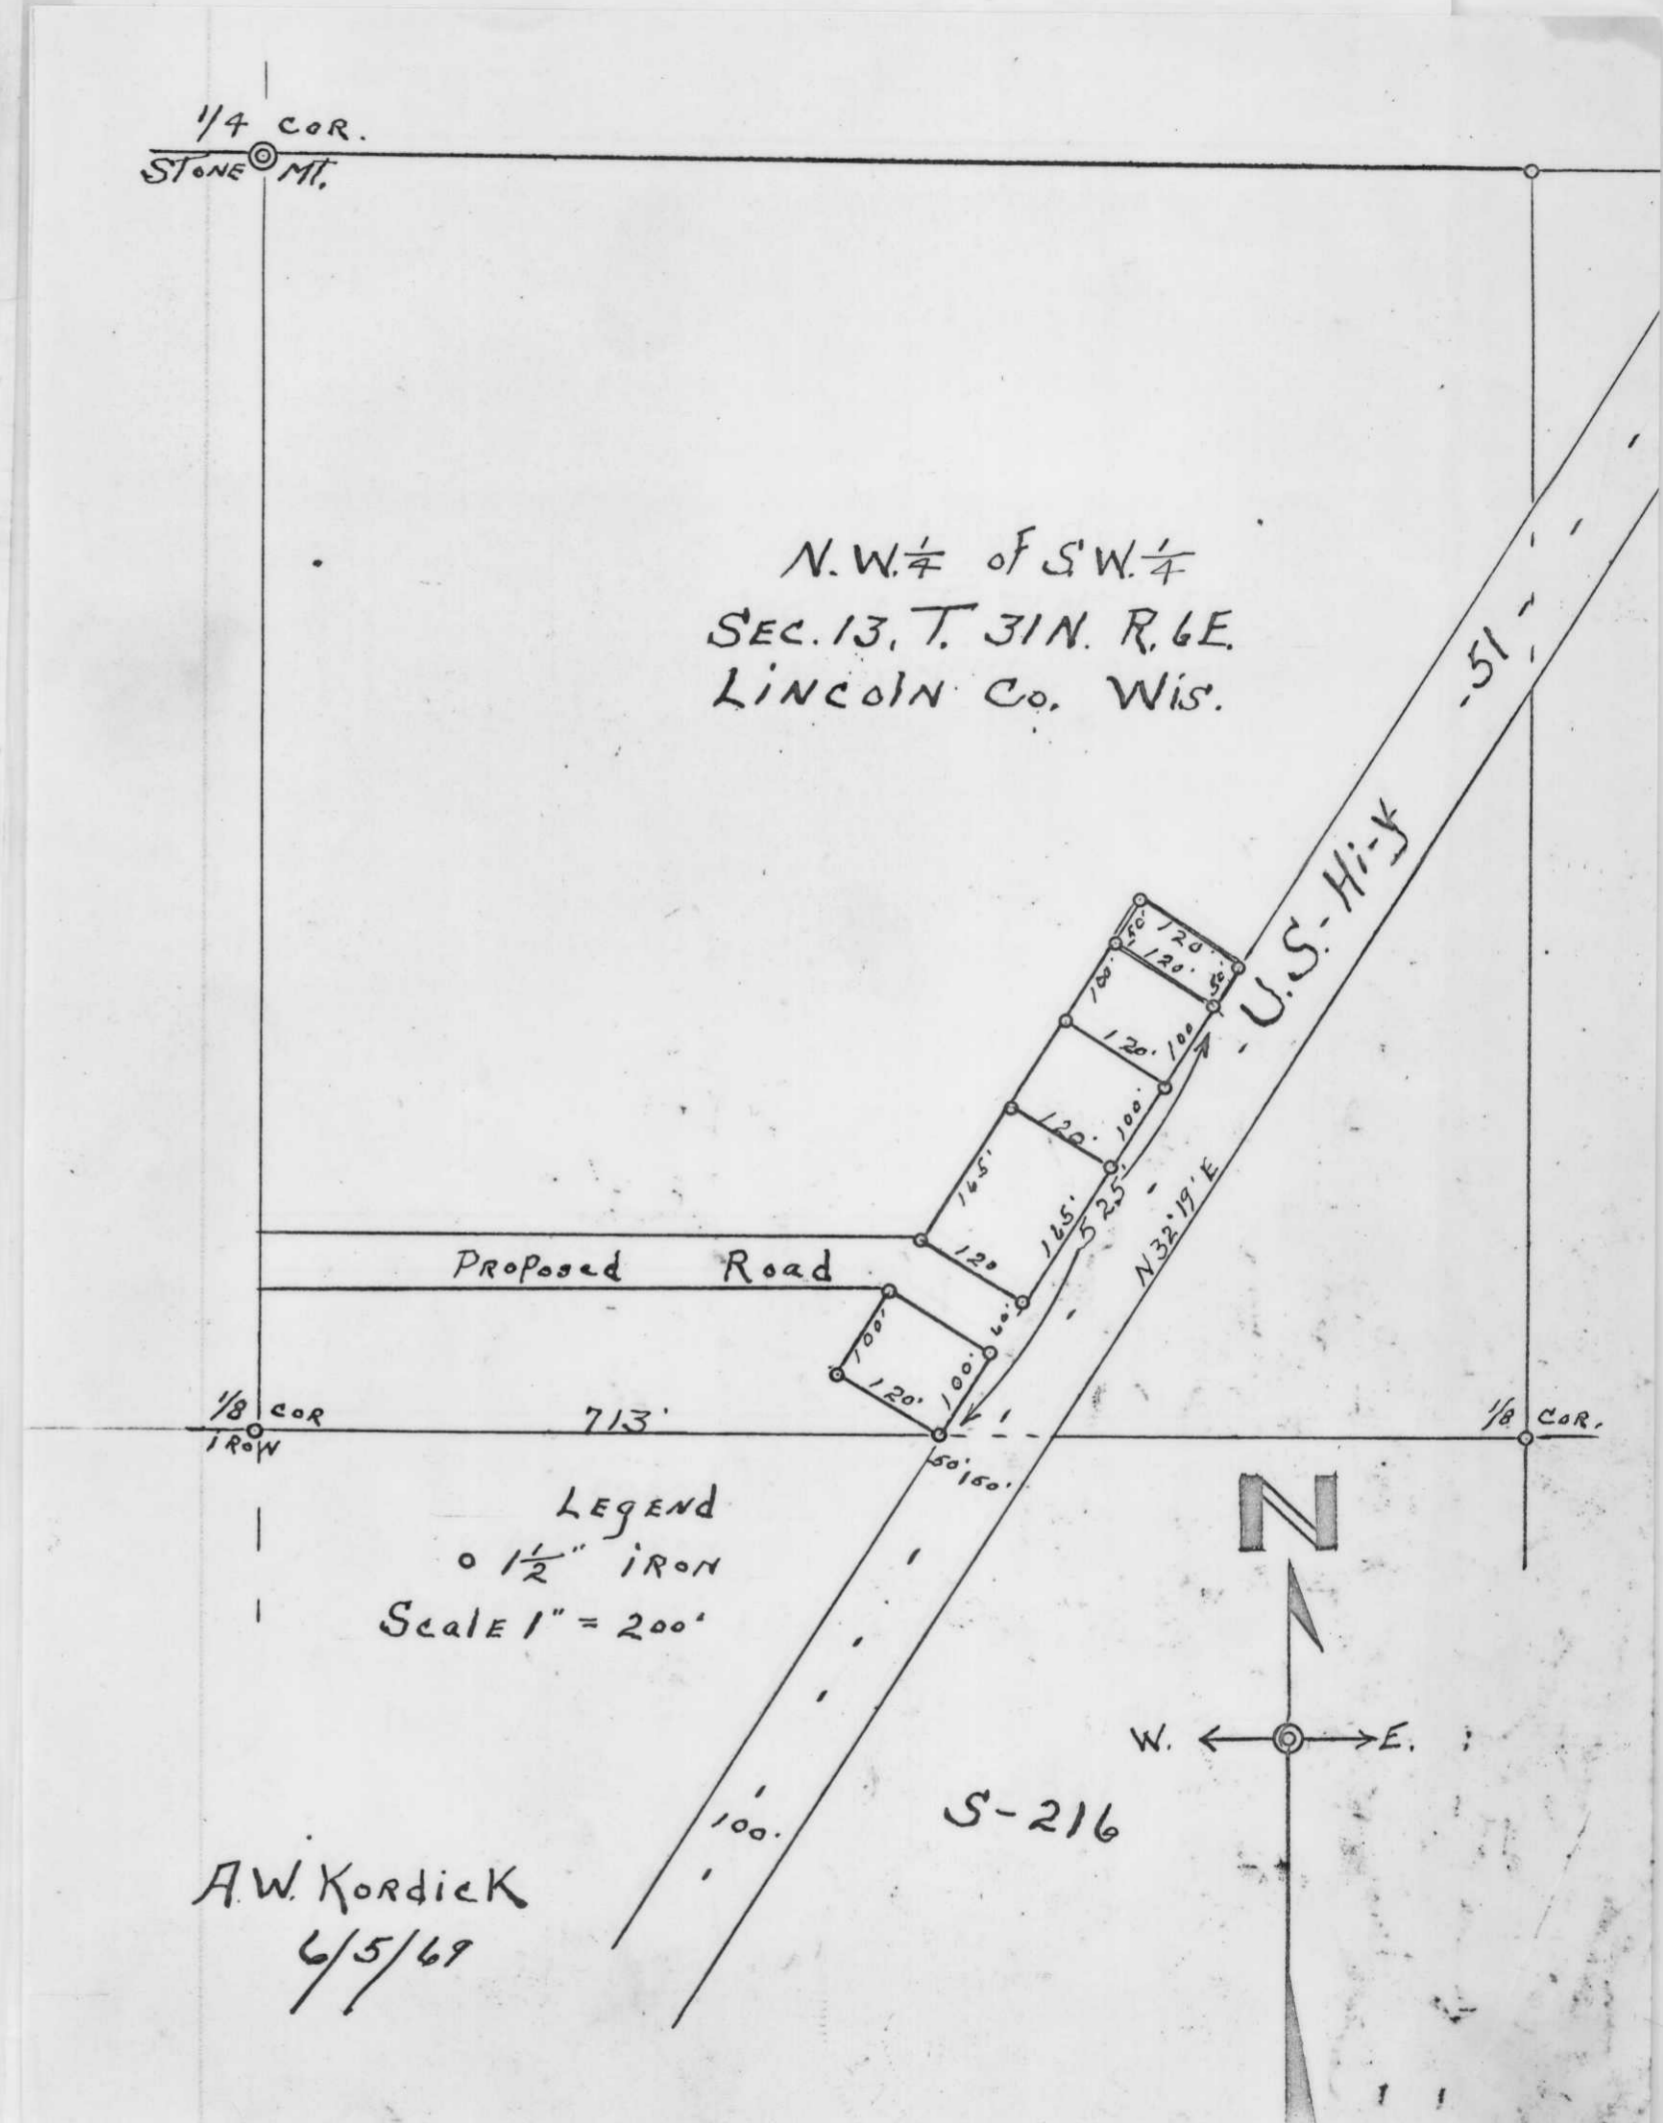 1/4 COR.
STONE MT.
N.W. 1/4 of S.W. 1/4
SEC. 13, T. 31N. R. 6E.
LiNColN Co. Wis.
51
U.S.- Hi-y
N 32° 19' E
50'
120'
120'
50'
100'
120'
100
120'
100'
165'
165'
525'
120
60'
Proposed Road
100'
100'
120'
1/8 COR
iRON
713'
1/8 COR.
50' 150'
LEgENd
o 1 1/2" iRON
ScalE 1" = 200'
N
W. E.
S-216
100.
A.W. KoRdicK
6/5/69